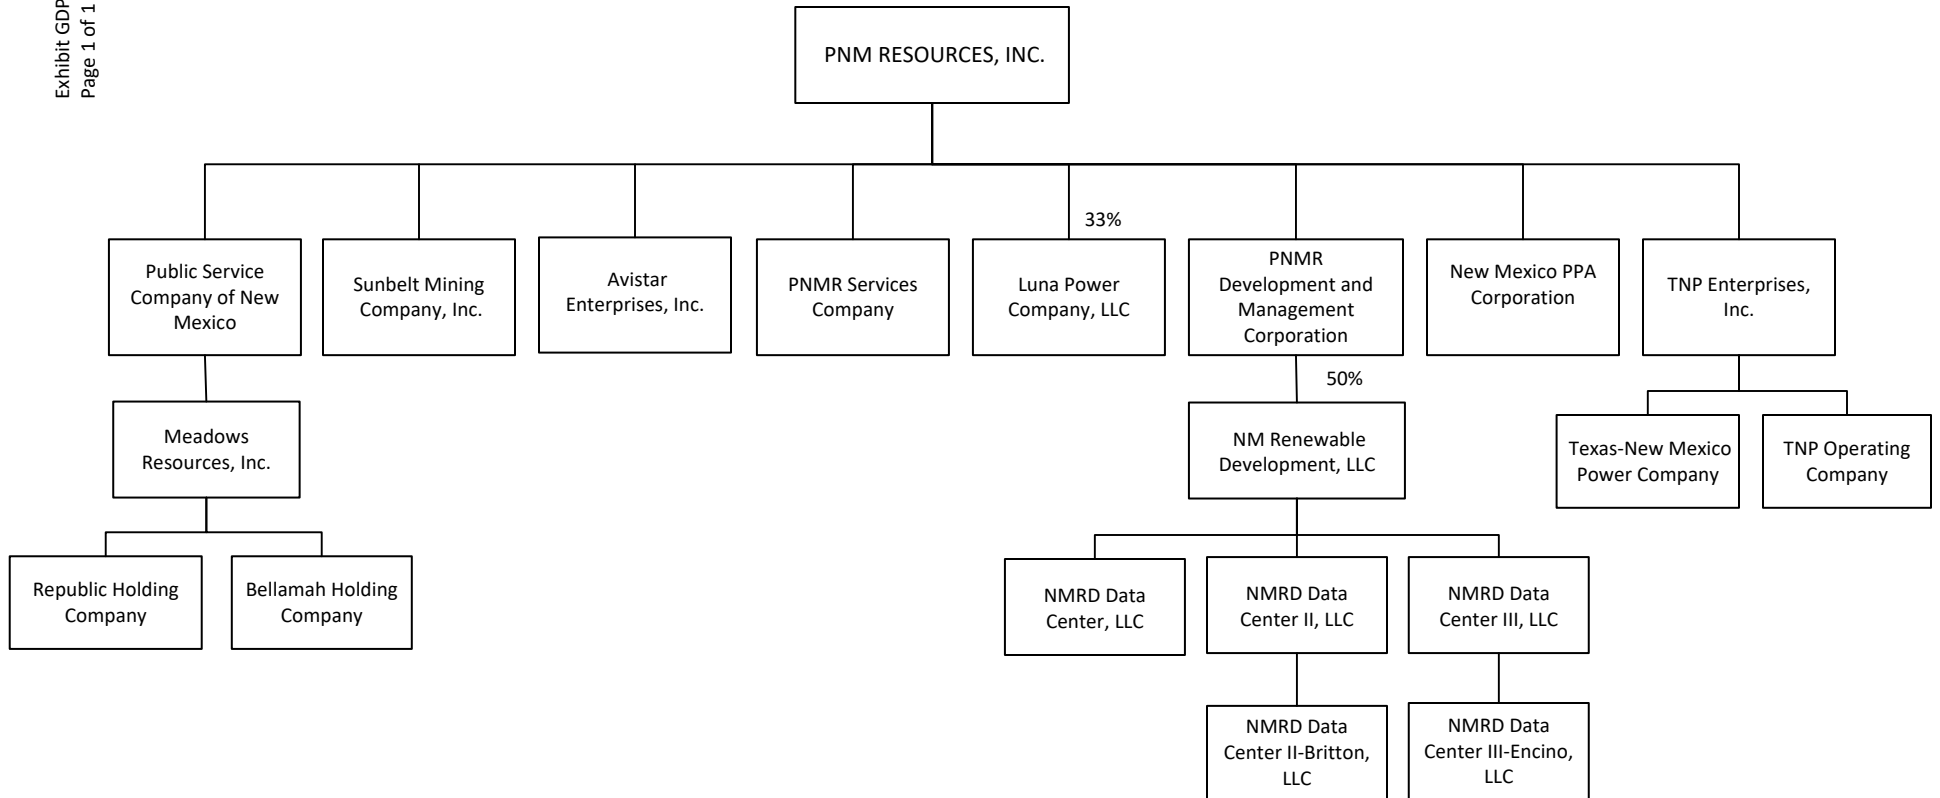 Exhibit GDP
Page 1 of 1
PNM RESOURCES, INC.
33%
Public Service
Company of New
Mexico
Sunbelt Mining
Company, Inc.
Avistar
Enterprises, Inc.
PNMR Services
Company
Luna Power
Company, LLC
PNMR
Development and
Management
Corporation
New Mexico PPA
Corporation
TNP Enterprises,
Inc.
50%
Meadows
Resources, Inc.
NM Renewable
Development, LLC
Texas-New Mexico
Power Company
TNP Operating
Company
Republic Holding
Company
Bellamah Holding
Company
NMRD Data
Center, LLC
NMRD Data
Center II, LLC
NMRD Data
Center III, LLC
NMRD Data
Center II-Britton,
LLC
NMRD Data
Center III-Encino,
LLC